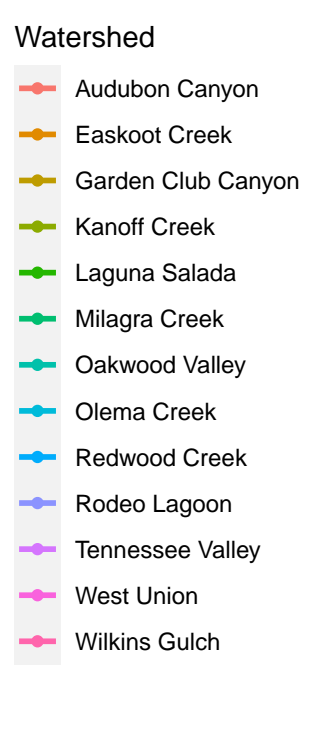 Watershed
Audubon Canyon
Easkoot Creek
Garden Club Canyon
Kanoff Creek
Laguna Salada
Milagra Creek
Oakwood Valley
Olema Creek
Redwood Creek
Rodeo Lagoon
Tennessee Valley
West Union
Wilkins Gulch